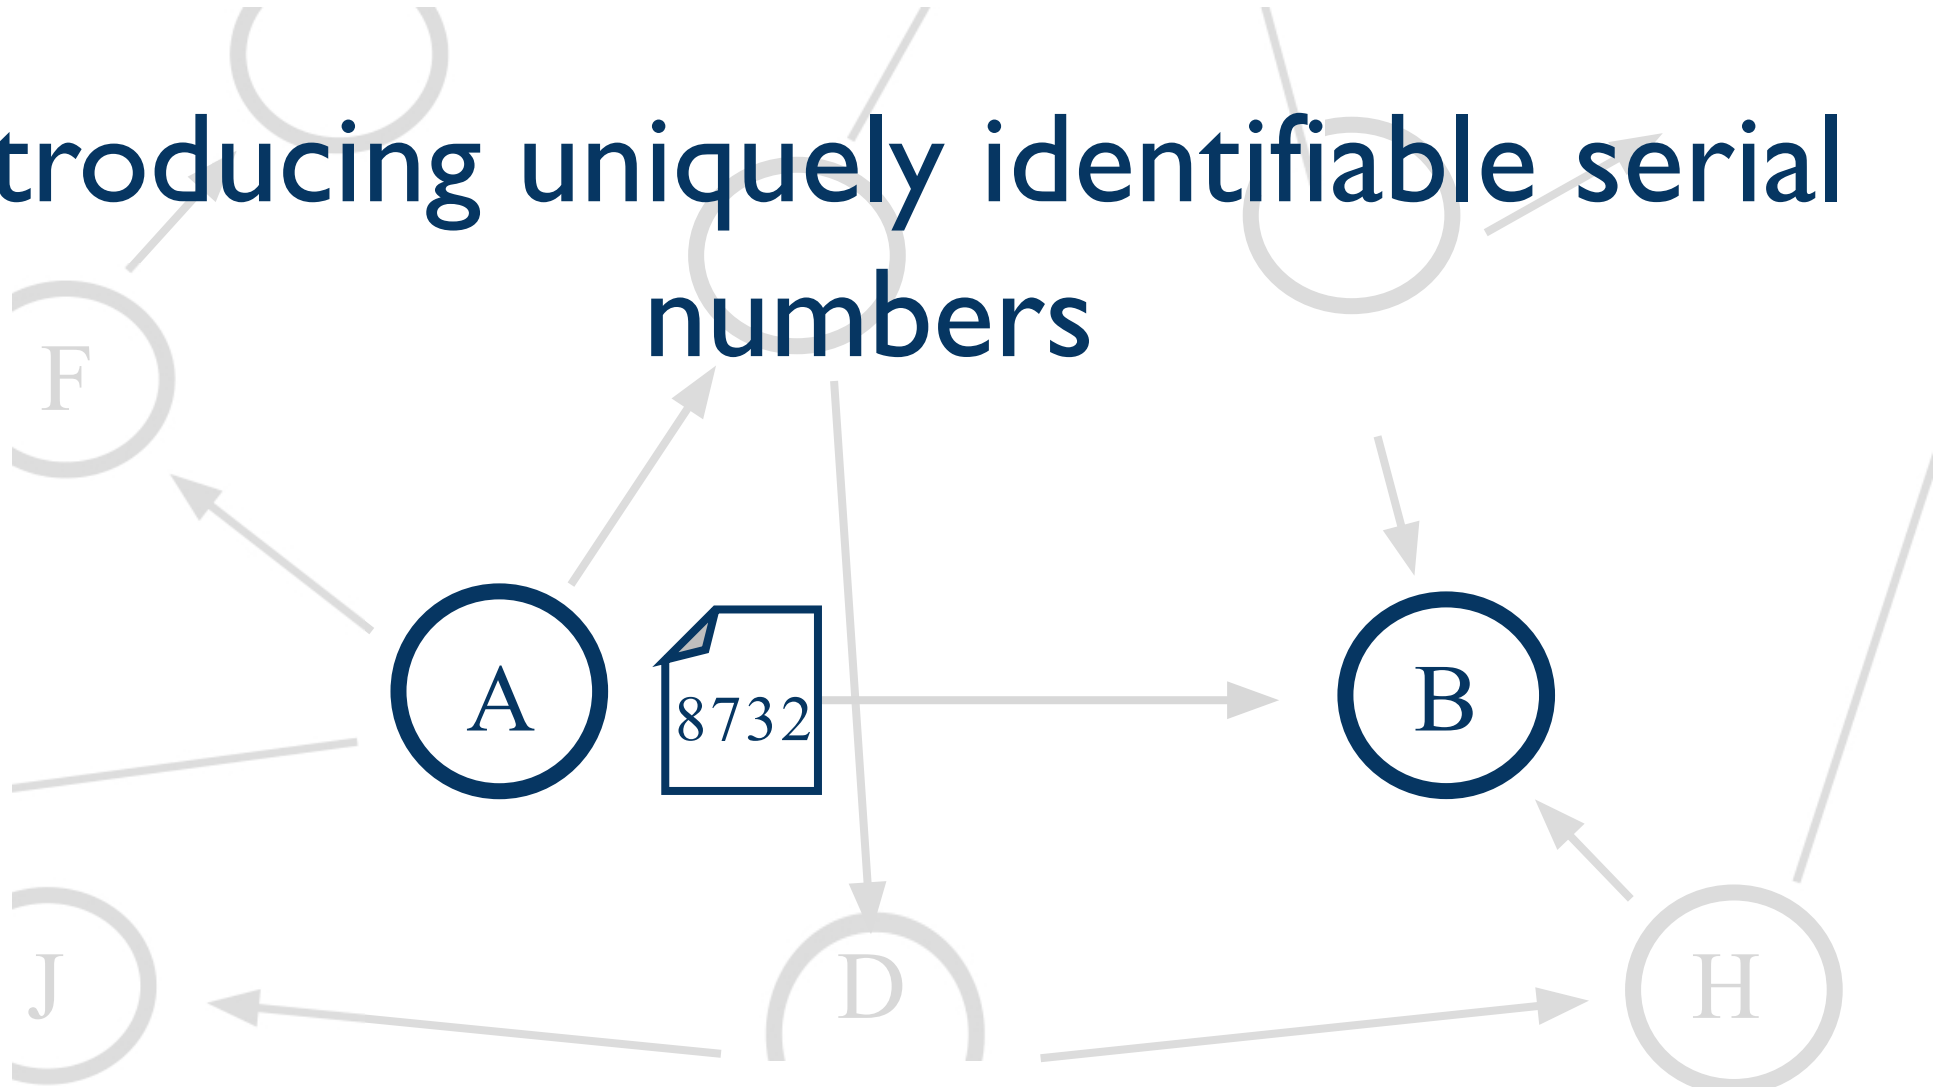 troducing uniquely identifiable serial
numbers
F
A
8732
B
J
D
H